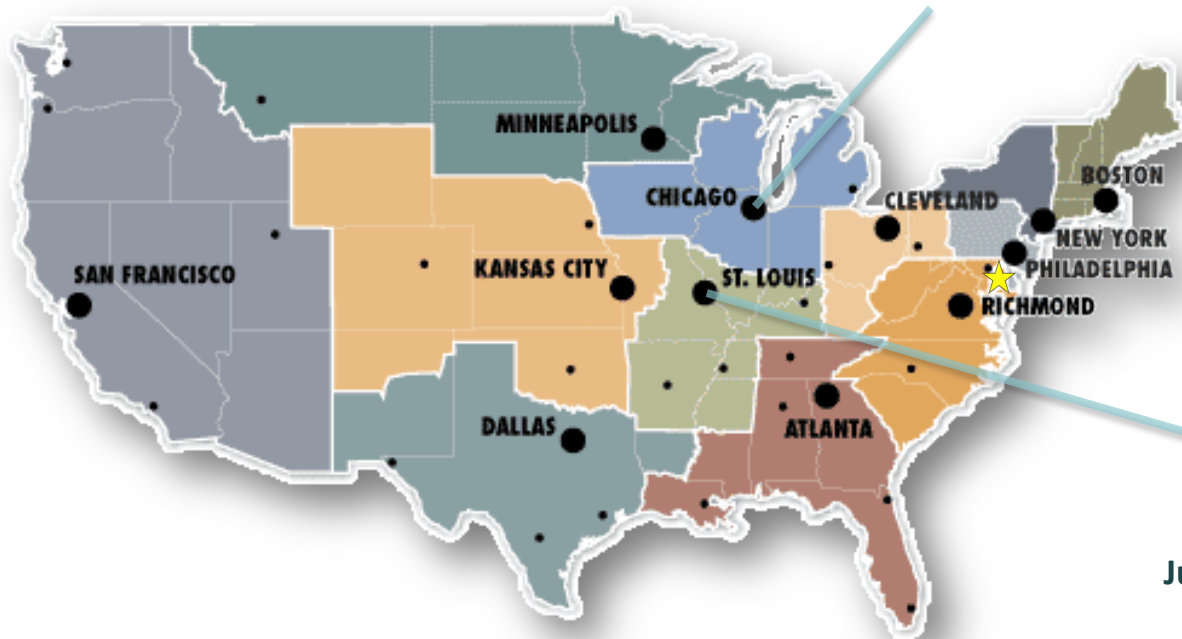 MINNEAPOLIS
BOSTON
CHICAGO
CLEVELAND
NEW YORK
SAN FRANCISCO
KANSAS CITY
ST. LOUIS
PHILADELPHIA
RICHMOND
DALLAS
ATLANTA